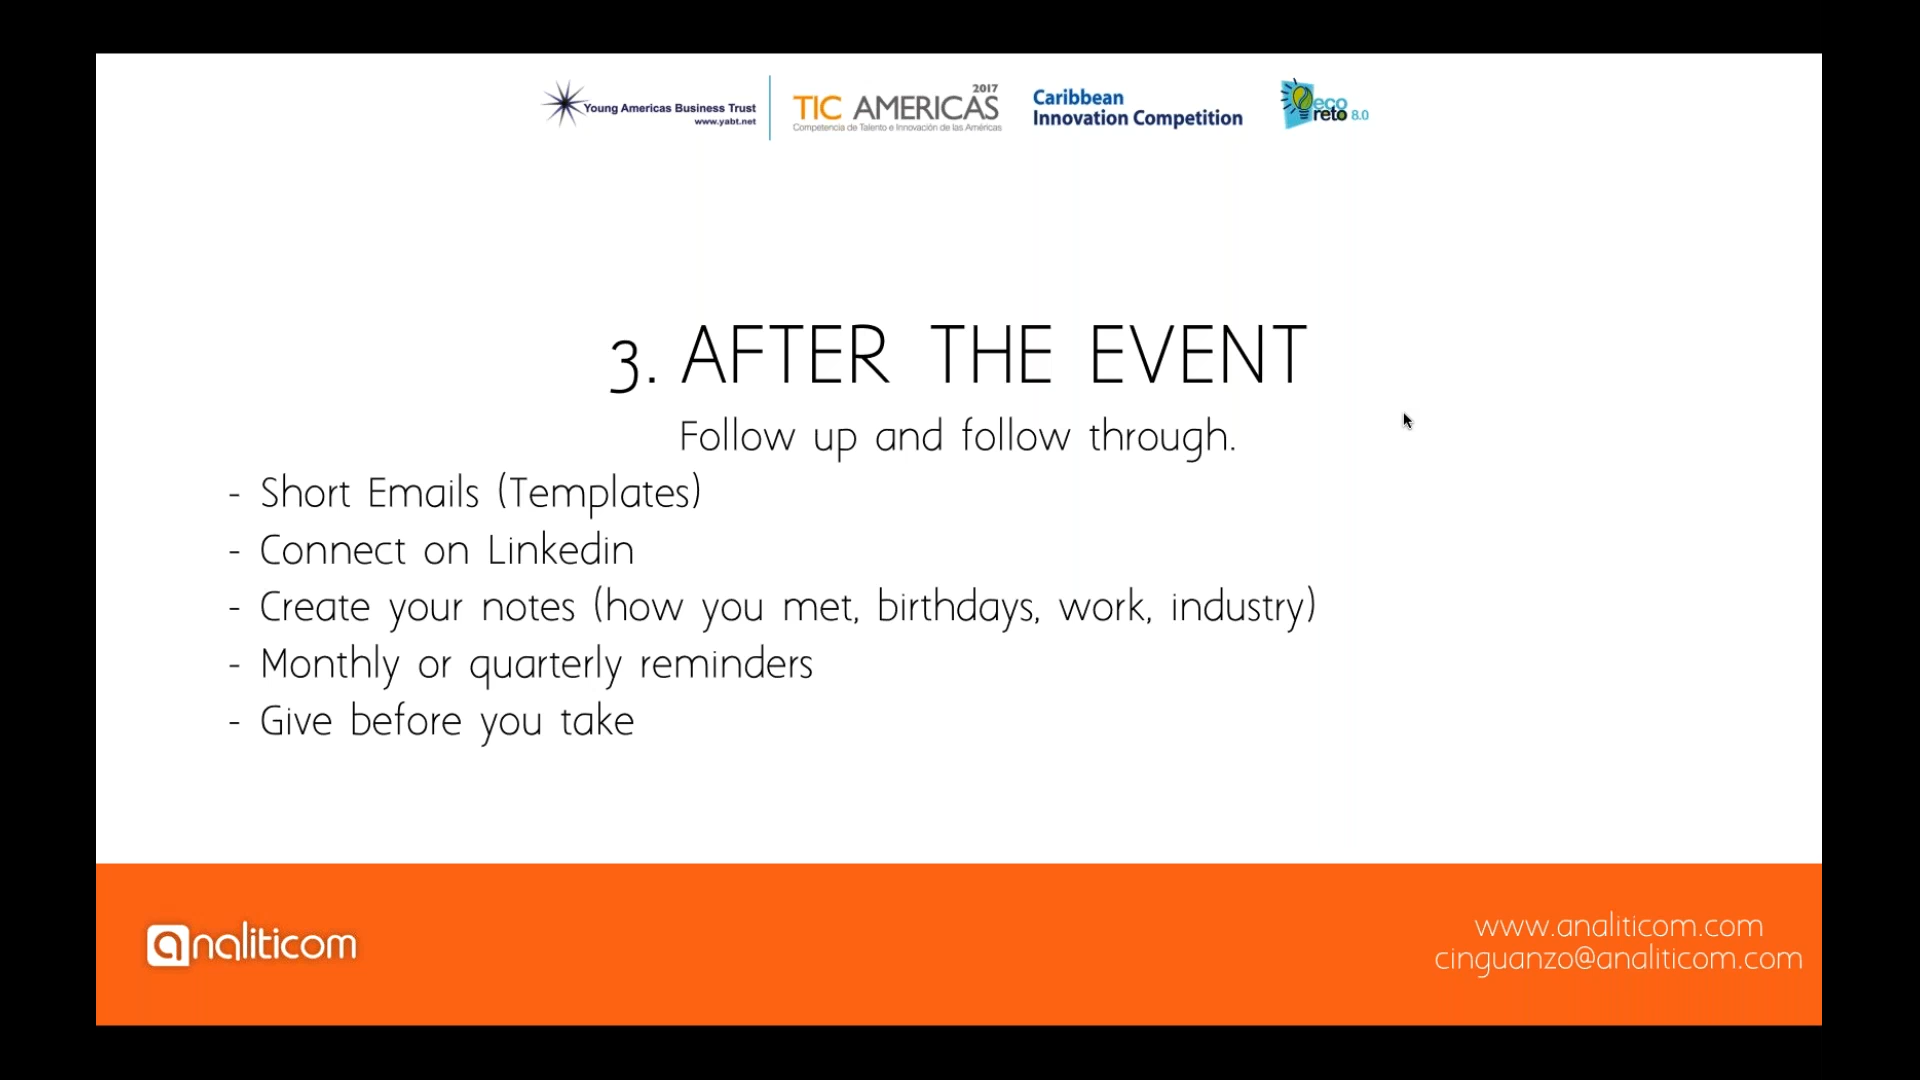 Young Americas Business Trust
www.yabt.net
2017
TIC AMERICAS
Competencia de Talento e Innovación de las Américas
Caribbean
Innovation Competition
eco
reto 8.0
3. AFTER THE EVENT
Follow up and follow through.
- Short Emails (Templates)
- Connect on Linkedin
- Create your notes (how you met, birthdays, work, industry)
- Monthly or quarterly reminders
- Give before you take
analiticom
www.analiticom.com
cinguanzo@analiticom.com